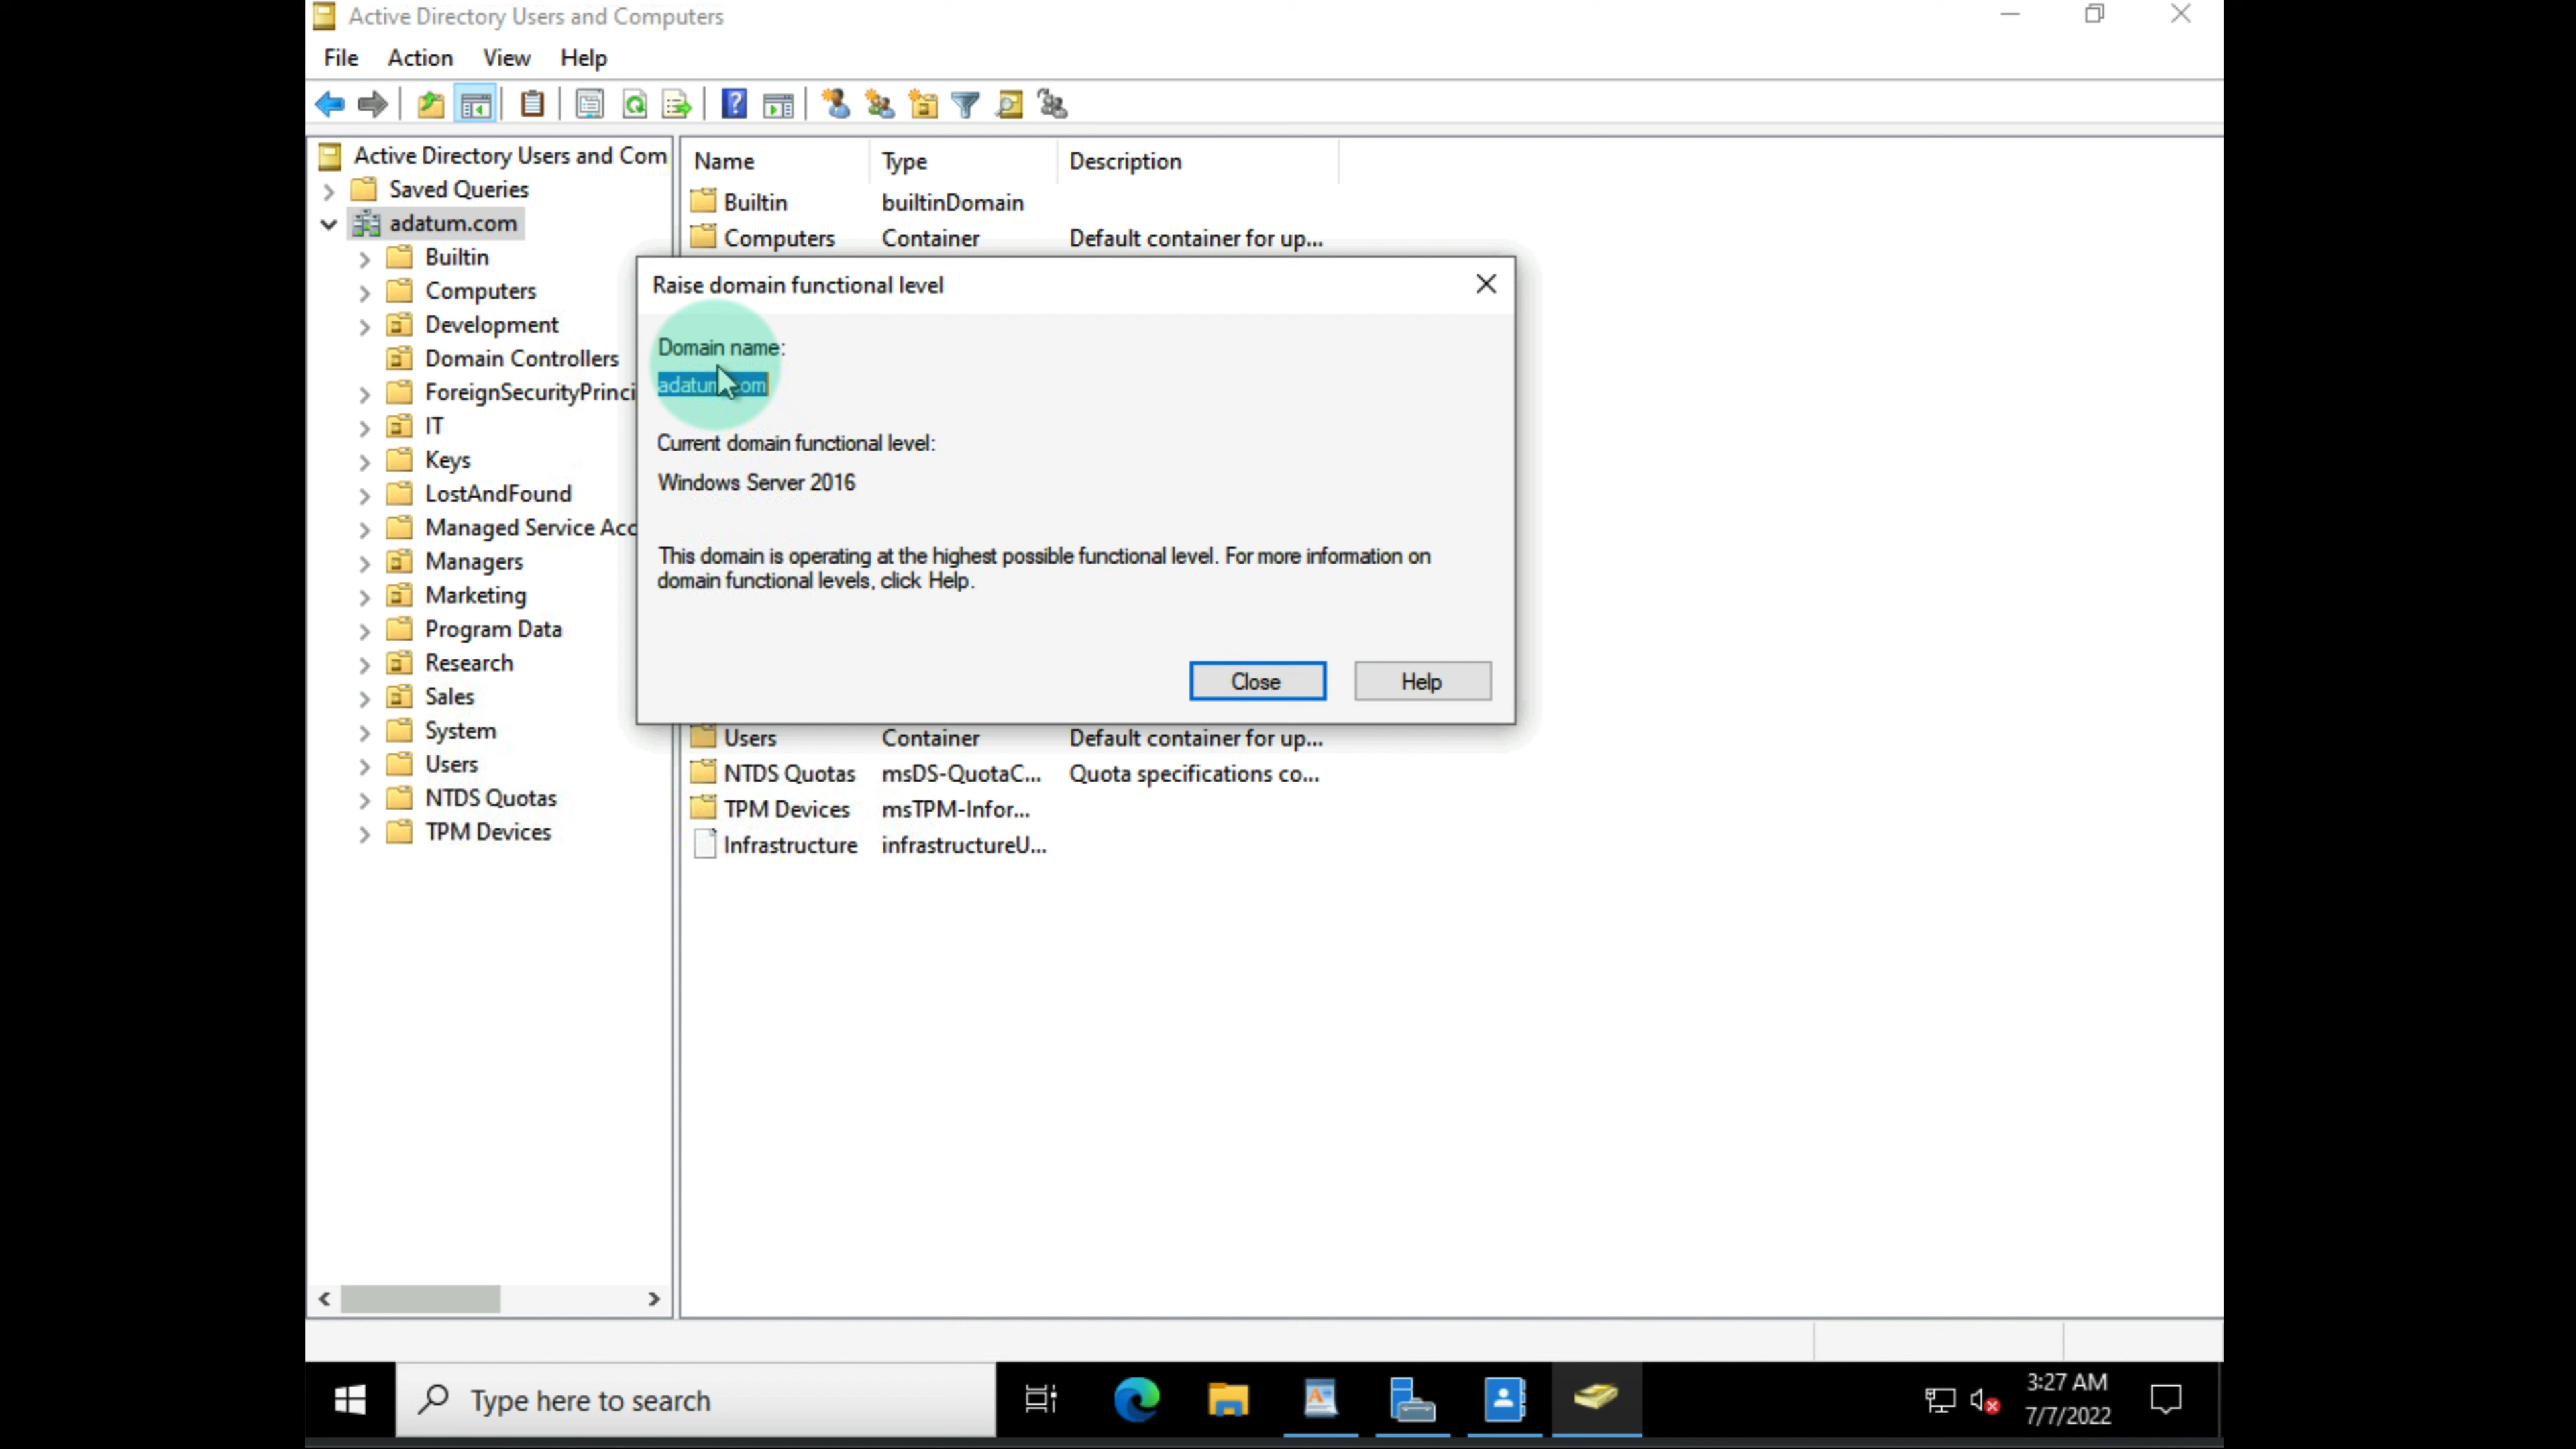 Active Directory Users and Computers
File Action View Help
Active Directory Users and Com
Saved Queries
adatum.com
Builtin
Computers
Development
Domain Controllers
ForeignSecurityPrinci
IT
Keys
LostAndFound
Managed Service Acc
Managers
Marketing
Program Data
Research
Sales
System
Users
NTDS Quotas
TPM Devices
Name Type Description
Builtin builtinDomain
Computers Container Default container for up...
Raise domain functional level
Domain name:
adatum.com
Current domain functional level:
Windows Server 2016
This domain is operating at the highest possible functional level. For more information on
domain functional levels, click Help.
Close Help
Users Container Default container for up...
NTDS Quotas msDS-QuotaC... Quota specifications co...
TPM Devices msTPM-Infor...
Infrastructure infrastructureU...
Type here to search
3:27 AM
7/7/2022